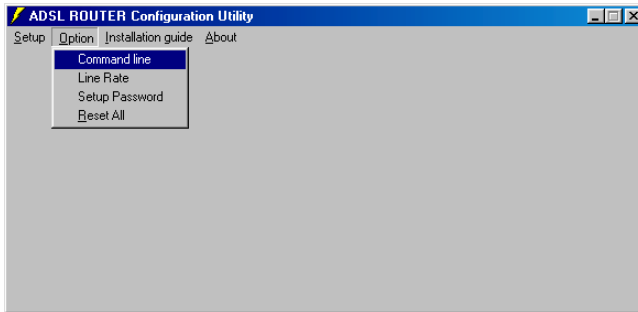 ADSL ROUTER Configuration Utility
Setup Option Installation guide About
Command line
Line Rate
Setup Password
Reset All